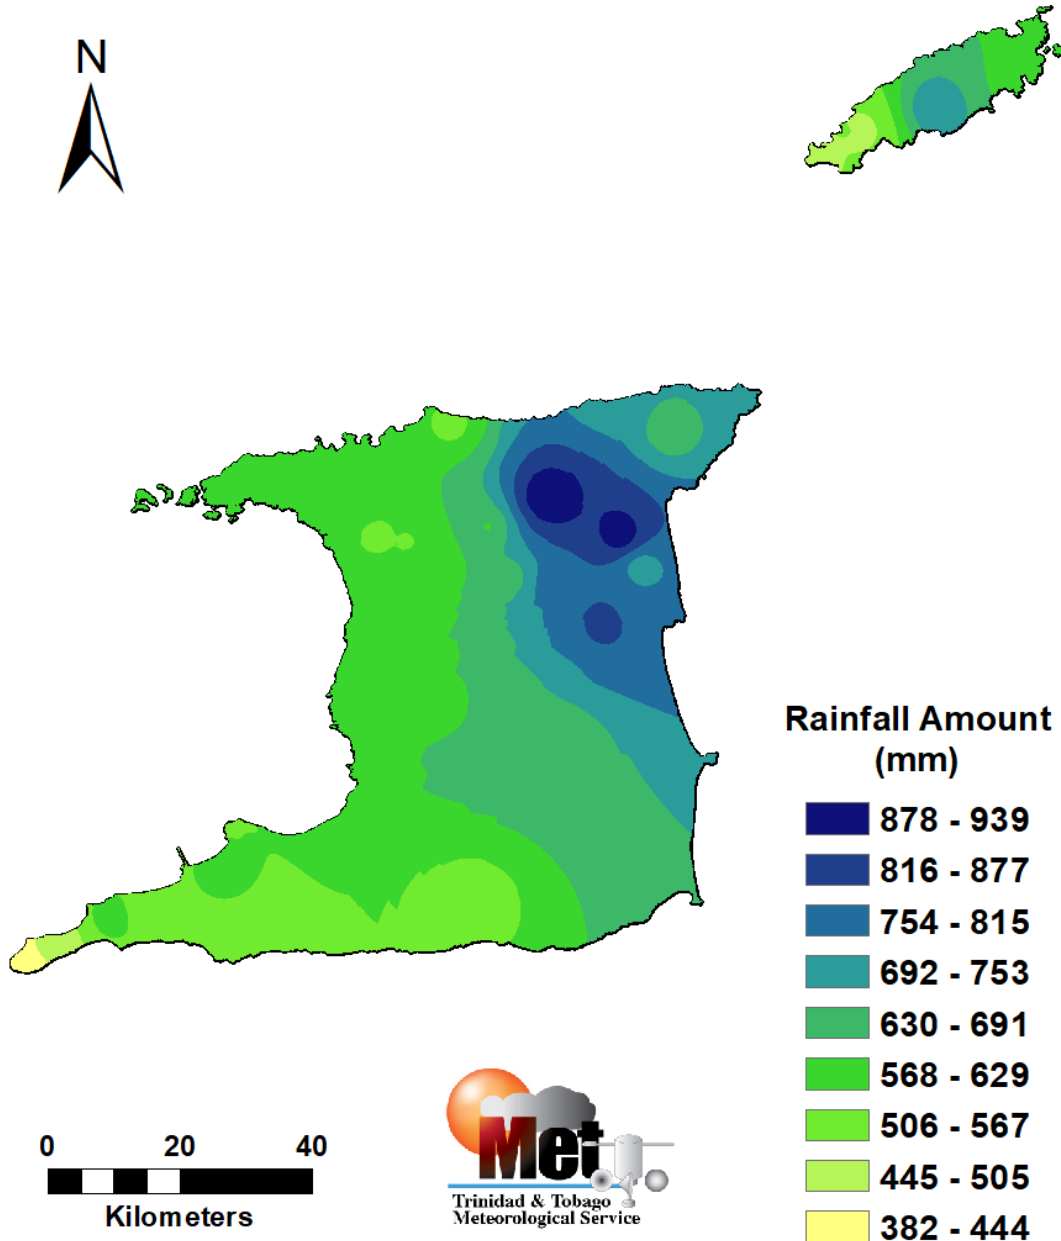 N
Rainfall Amount
(mm)
878 - 939
816 - 877
754 - 815
692 - 753
630 - 691
568 - 629
506 - 567
445 - 505
382 - 444
0 20 40
Kilometers
Met
Trinidad & Tobago
Meteorological Service